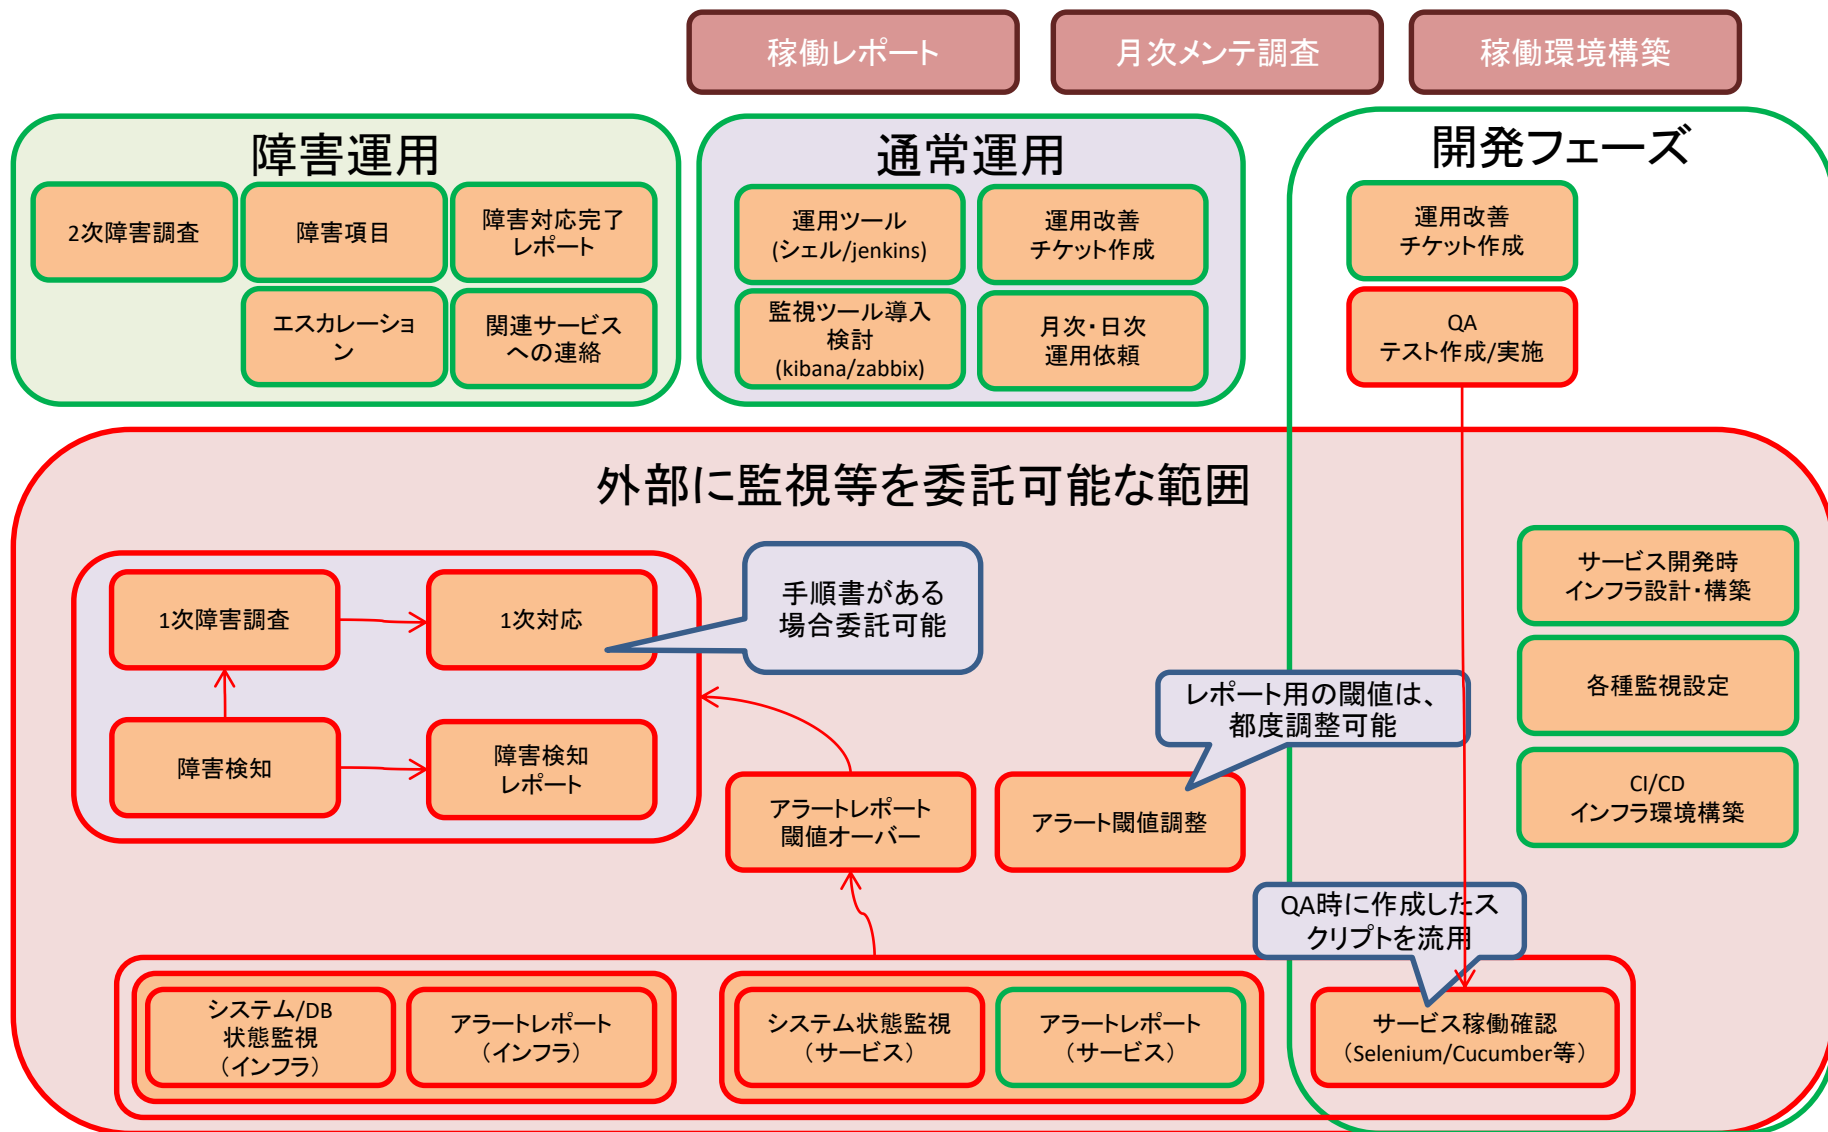 稼働レポート
月次メンテ調査
稼働環境構築
障害運用
2次障害調査
障害項目
障害対応完了
レポート
エスカレーショ
ン
関連サービス
への連絡
通常運用
運用ツール
(シェル/jenkins)
運用改善
チケット作成
監視ツール導入
検討
(kibana/zabbix)
月次・日次
運用依頼
開発フェーズ
運用改善
チケット作成
QA
テスト作成/実施
外部に監視等を委託可能な範囲
1次障害調査
1次対応
手順書がある
場合委託可能
障害検知
障害検知
レポート
アラートレポート
閾値オーバー
レポート用の閾値は、
都度調整可能
アラート閾値調整
サービス開発時
インフラ設計・構築
各種監視設定
CI/CD
インフラ環境構築
QA時に作成したス
クリプトを流用
システム/DB
状態監視
（インフラ）
アラートレポート
（インフラ）
システム状態監視
（サービス）
アラートレポート
（サービス）
サービス稼働確認
（Selenium/Cucumber等）